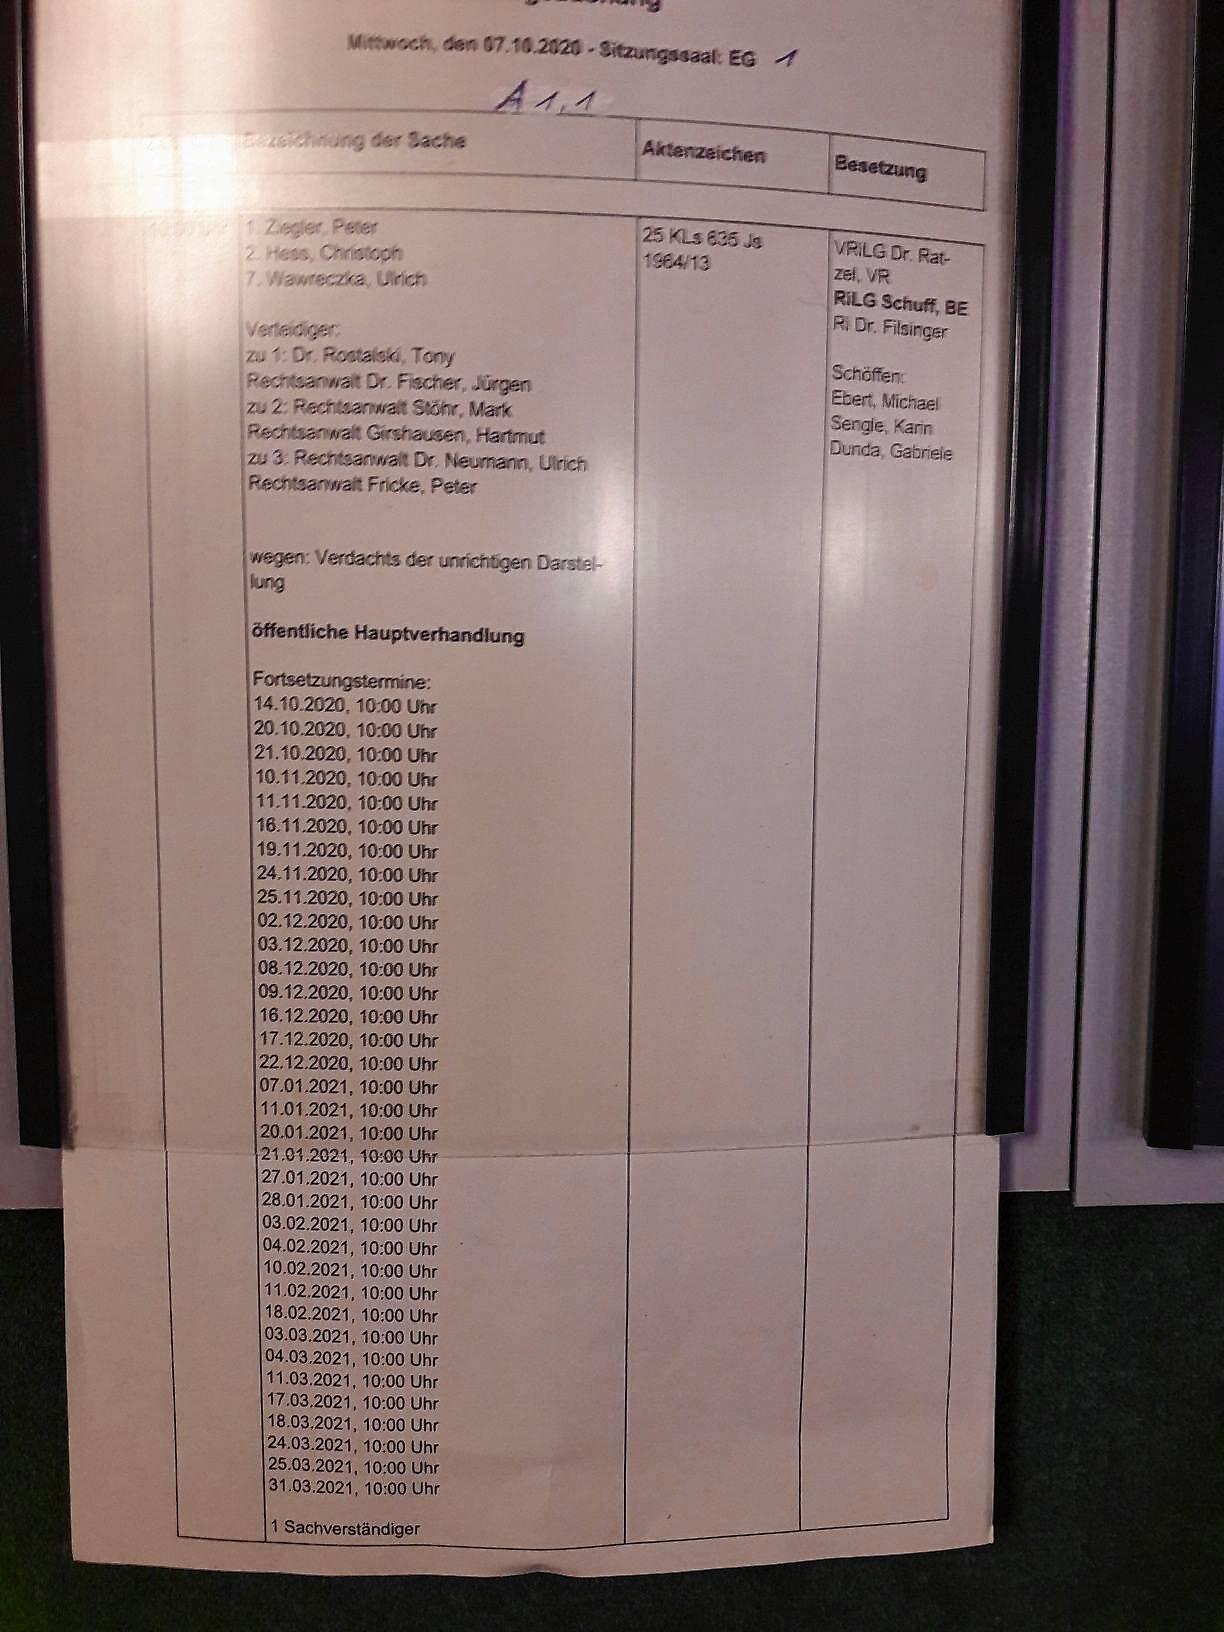 Mittwoch, den 07.10.2020 - Sitzungssaal: EG 1
A 1.1
Bezeichnung der Sache
Aktenzeichen
Besetzung
10:00 Uhr
1. Ziegler, Peter
2. Hess, Christoph
7. Wawreczka, Ulrich
Verteidiger:
zu 1: Dr. Rostalski, Tony
Rechtsanwalt Dr. Fischer, Jürgen
zu 2: Rechtsanwalt Stöhr, Mark
Rechtsanwalt Girshausen, Hartmut
zu 3: Rechtsanwalt Dr. Neumann, Ulrich
Rechtsanwalt Fricke, Peter
wegen: Verdachts der unrichtigen Darstel-
lung
öffentliche Hauptverhandlung
Fortsetzungstermine:
14.10.2020, 10:00 Uhr
20.10.2020, 10:00 Uhr
21.10.2020, 10:00 Uhr
10.11.2020, 10:00 Uhr
11.11.2020, 10:00 Uhr
16.11.2020, 10:00 Uhr
19.11.2020, 10:00 Uhr
24.11.2020, 10:00 Uhr
25.11.2020, 10:00 Uhr
02.12.2020, 10:00 Uhr
03.12.2020, 10:00 Uhr
08.12.2020, 10:00 Uhr
09.12.2020, 10:00 Uhr
16.12.2020, 10:00 Uhr
17.12.2020, 10:00 Uhr
22.12.2020, 10:00 Uhr
07.01.2021, 10:00 Uhr
11.01.2021, 10:00 Uhr
20.01.2021, 10:00 Uhr
21.01.2021, 10:00 Uhr
27.01.2021, 10:00 Uhr
28.01.2021, 10:00 Uhr
03.02.2021, 10:00 Uhr
04.02.2021, 10:00 Uhr
10.02.2021, 10:00 Uhr
11.02.2021, 10:00 Uhr
18.02.2021, 10:00 Uhr
03.03.2021, 10:00 Uhr
04.03.2021, 10:00 Uhr
11.03.2021, 10:00 Uhr
17.03.2021, 10:00 Uhr
18.03.2021, 10:00 Uhr
24.03.2021, 10:00 Uhr
25.03.2021, 10:00 Uhr
31.03.2021, 10:00 Uhr
1 Sachverständiger
25 KLs 635 Js
1964/13
VRiLG Dr. Rat-
zel, VR
RiLG Schuff, BE
Ri Dr. Filsinger
Schöffen:
Ebert, Michael
Sengle, Karin
Dunda, Gabriele